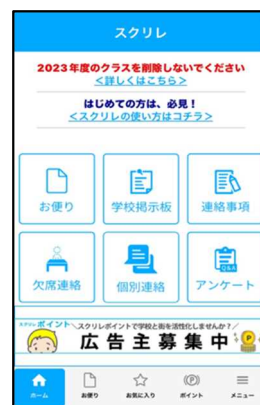 スクリレ
2023年度のクラスを削除しないでください
<詳しくはこちら>
はじめての方は、必見！
<スクリレの使い方はコチラ>
お便り
学校掲示板
連絡事項
欠席連絡
個別連絡
Q&A
アンケート
スクリレポイント
\スクリレポイントで学校と街を活性化しませんか？/
広告主募集中
P
ホーム
お便り
お気に入り
ポイント
メニュー